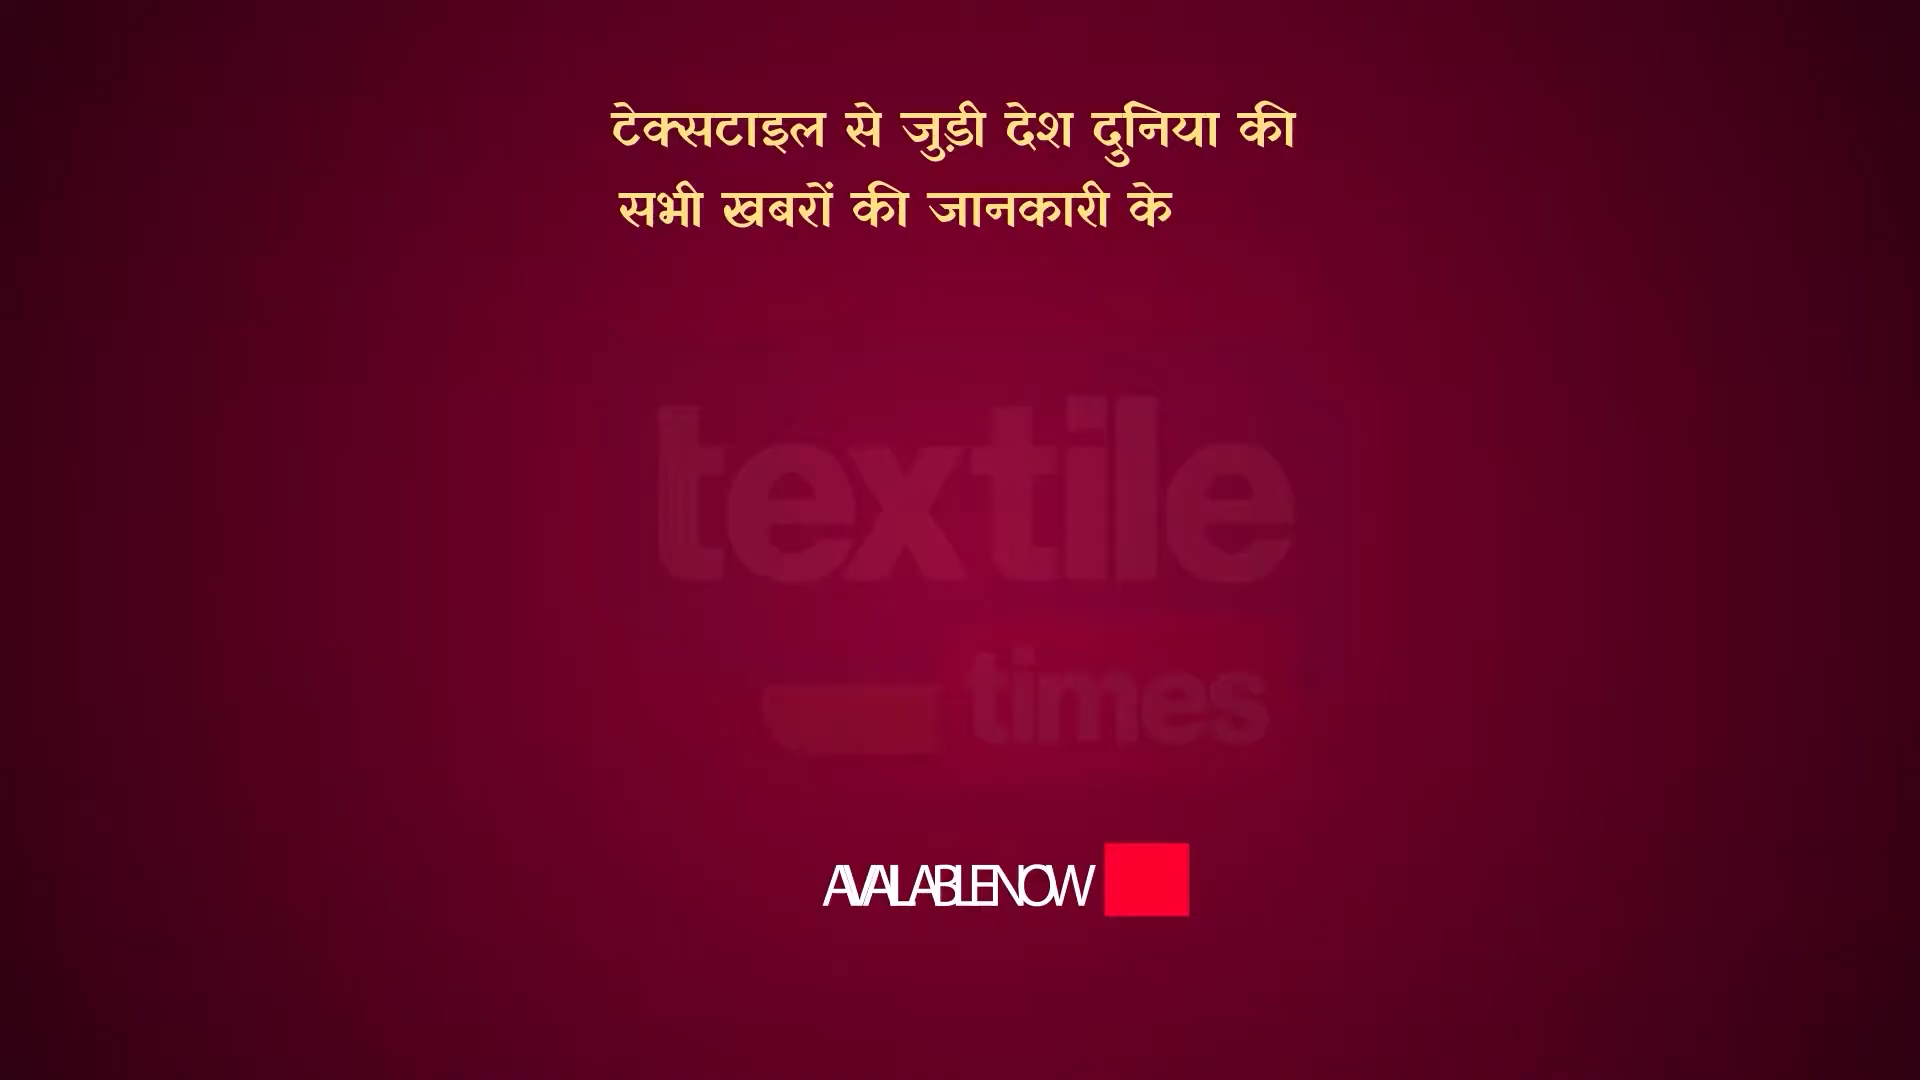 टेक्सटाइल से जुड़ी देश दुनिया की
सभी खबरों की जानकारी के
textile
times
AVAILABLE NOW